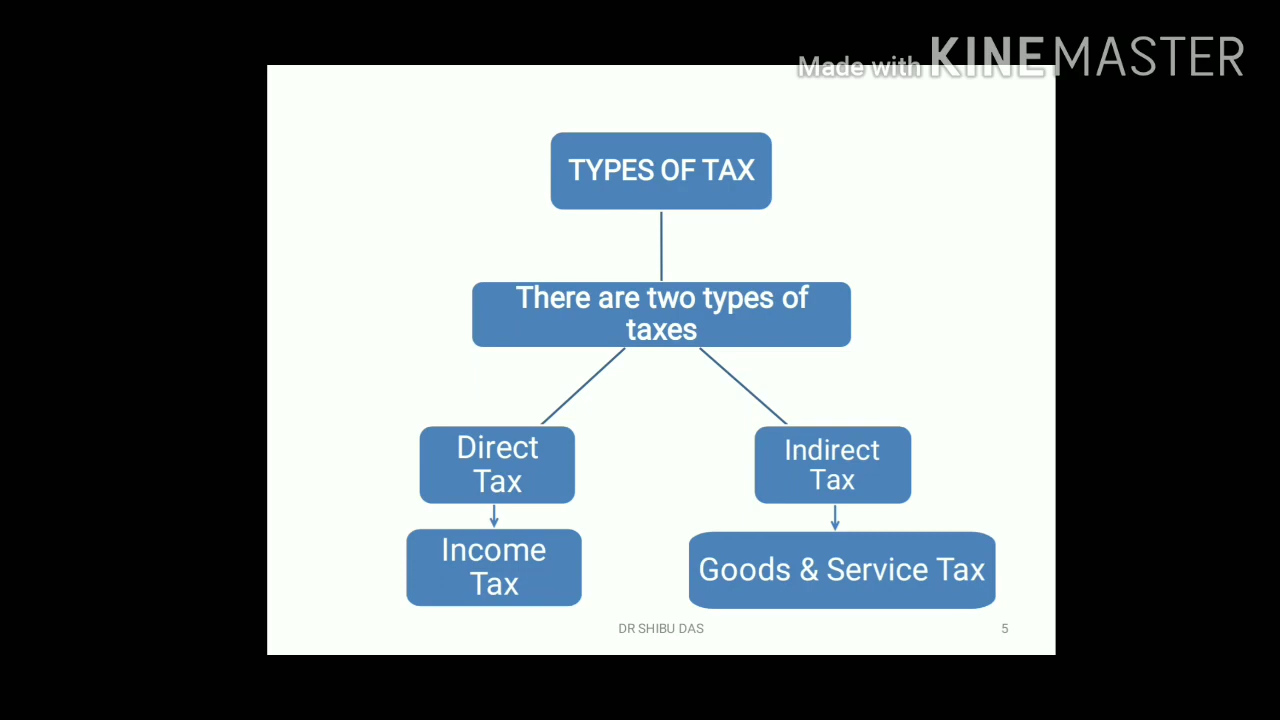 Made with KINEMASTER
TYPES OF TAX
There are two types of
taxes
Direct
Tax
Indirect
Tax
Income
Tax
Goods & Service Tax
DR SHIBU DAS
5